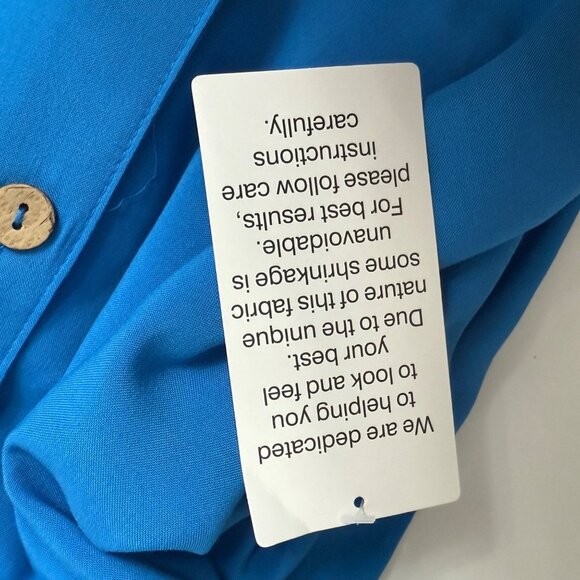 We are dedicated
to helping you
to look and feel
your best.
Due to the unique
nature of this fabric
some shrinkage is
unavoidable.
For best results,
please follow care
instructions
carefully.